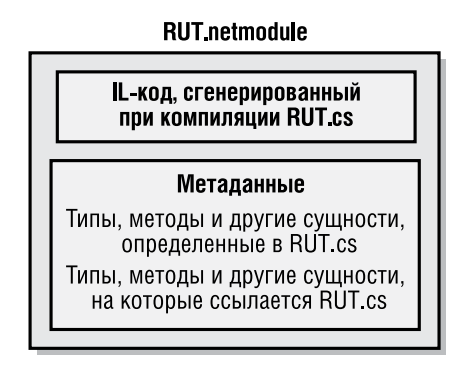 RUT.netmodule
IL-код, сгенерированный
при компиляции RUT.cs
Метаданные
Типы, методы и другие сущности,
определенные в RUT.cs
Типы, методы и другие сущности,
на которые ссылается RUT.cs